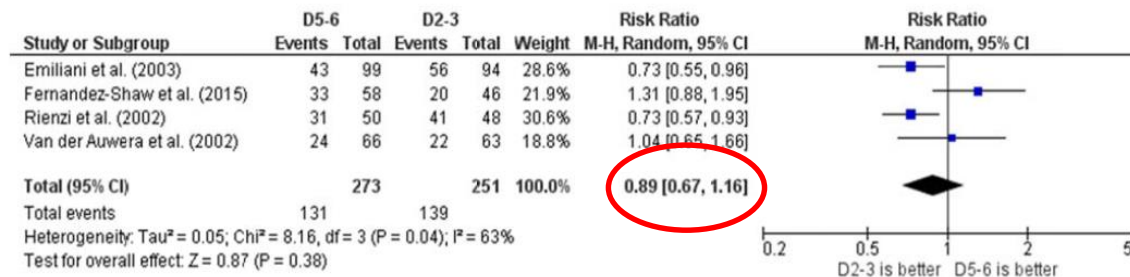 D5-6 D2-3 Risk Ratio Risk Ratio
Study or Subgroup Events Total Events Total Weight M-H, Random, 95% CI M-H, Random, 95% CI
Emiliani et al. (2003) 43 99 56 94 28.6% 0.73 [0.55, 0.96]
Fernandez-Shaw et al. (2015) 33 58 20 46 21.9% 1.31 [0.88, 1.95]
Rienzi et al. (2002) 31 50 41 48 30.6% 0.73 [0.57, 0.93]
Van der Auwera et al. (2002) 24 66 22 63 18.8% 1.04 [0.65, 1.66]
Total (95% CI) 273 251 100.0% 0.89 [0.67, 1.16]
Total events 131 139
Heterogeneity: Tau² = 0.05; Chi² = 8.16, df = 3 (P = 0.04); I² = 63%
Test for overall effect: Z = 0.87 (P = 0.38)
0.2 0.5 1 2 5
D2-3 is better D5-6 is better